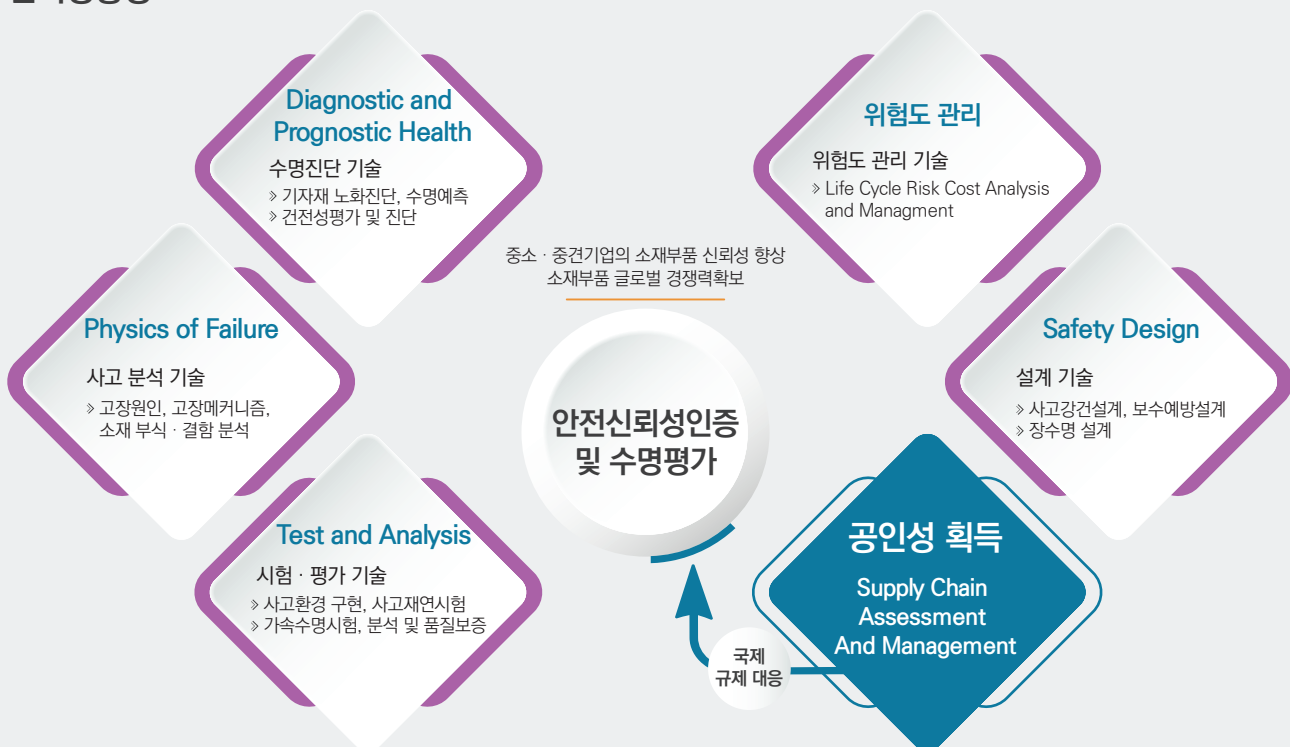 Diagnostic and
Prognostic Health
수명진단 기술
» 기자재 노화진단, 수명예측
» 건전성평가 및 진단
위험도 관리
위험도 관리 기술
» Life Cycle Risk Cost Analysis
and Managment
중소 · 중견기업의 소재부품 신뢰성 향상
소재부품 글로벌 경쟁력확보
Physics of Failure
사고 분석 기술
» 고장원인, 고장메커니즘,
소재 부식 · 결함 분석
안전신뢰성인증
및 수명평가
Safety Design
설계 기술
» 사고강건설계, 보수예방설계
» 장수명 설계
Test and Analysis
시험 · 평가 기술
» 사고환경 구현, 사고재연시험
» 가속수명시험, 분석 및 품질보증
공인성 획득
Supply Chain
Assessment
And Management
국제
규제 대응